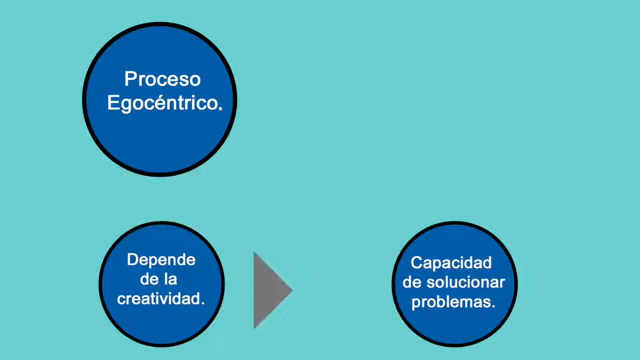 Proceso
Egocéntrico.
Depende
de la
creatividad.
Capacidad
de solucionar
problemas.